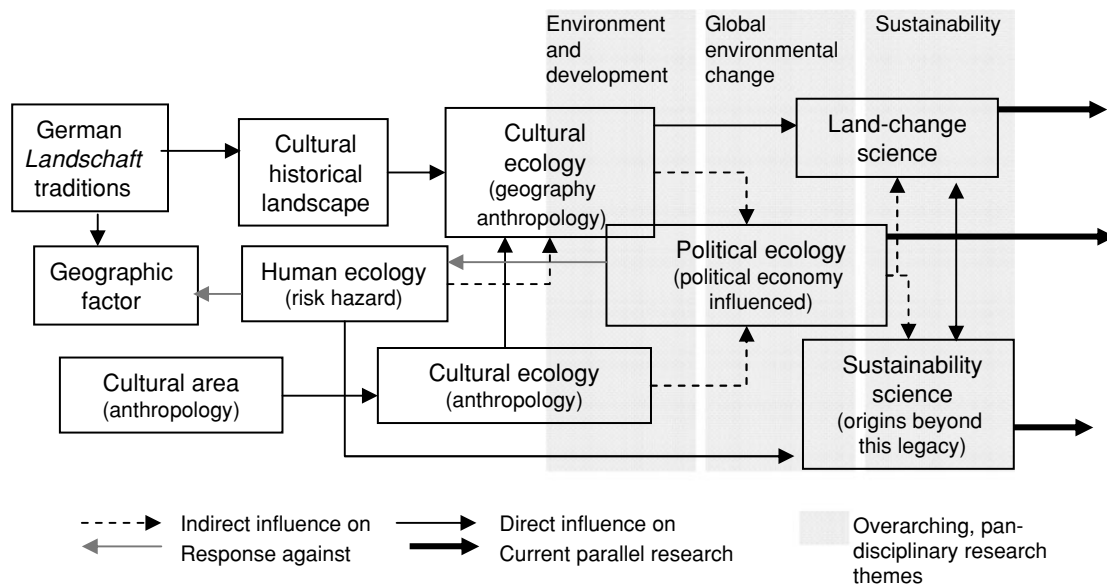 Environment
and
development
Global
environmental
change
Sustainability
German
Landschaft
traditions
Cultural
historical
landscape
Cultural
ecology
(geography
anthropology)
Land-change
science
Geographic
factor
Human ecology
(risk hazard)
Political ecology
(political economy
influenced)
Cultural area
(anthropology)
Cultural ecology
(anthropology)
Sustainability
science
(origins beyond
this legacy)
Indirect influence on
Response against
Direct influence on
Current parallel research
Overarching, pan-
disciplinary research
themes